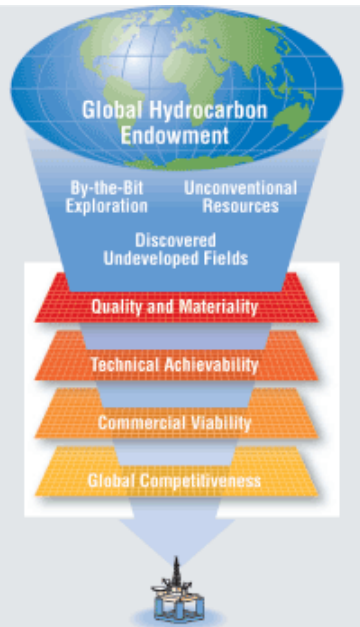 Global Hydrocarbon
Endowment
By-the-Bit
Exploration
Unconventional
Resources
Discovered
Undeveloped Fields
Quality and Materiality
Technical Achievability
Commercial Viability
Global Competitiveness